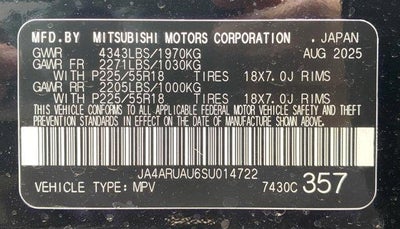 MFD.BY MITSUBISHI MOTORS CORPORATION . JAPAN
GVWR 4343LBS/1970KG AUG 2025
GAWR FR 2271LBS/1030KG
WITH P225/55R18 TIRES 18X7.0J RIMS
GAWR RR 2205LBS/1000KG
WITH P225/55R18 TIRES 18X7.0J RIMS
THIS VEHICLE CONFORMS TO ALL APPLICABLE FEDERAL MOTOR VEHICLE SAFETY
AND THEFT PREVENTION STANDARDS IN EFFECT ON THE DATE OF MANUFACTURE SHOWN ABOVE.
JA4ARUAU6SU014722
VEHICLE TYPE: MPV 7430C 357